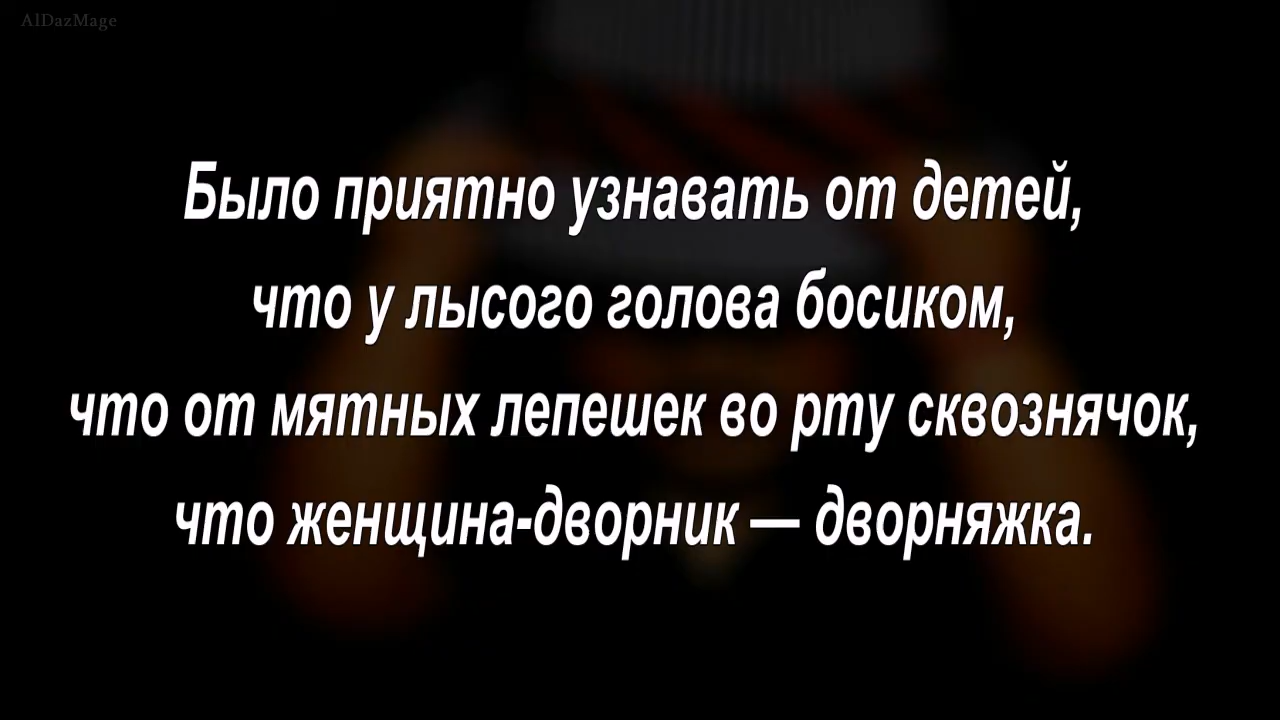 AIDazMage
Было приятно узнавать от детей,
что у лысого голова босиком,
что от мятных лепешек во рту сквознячок,
что женщина-дворник — дворняжка.